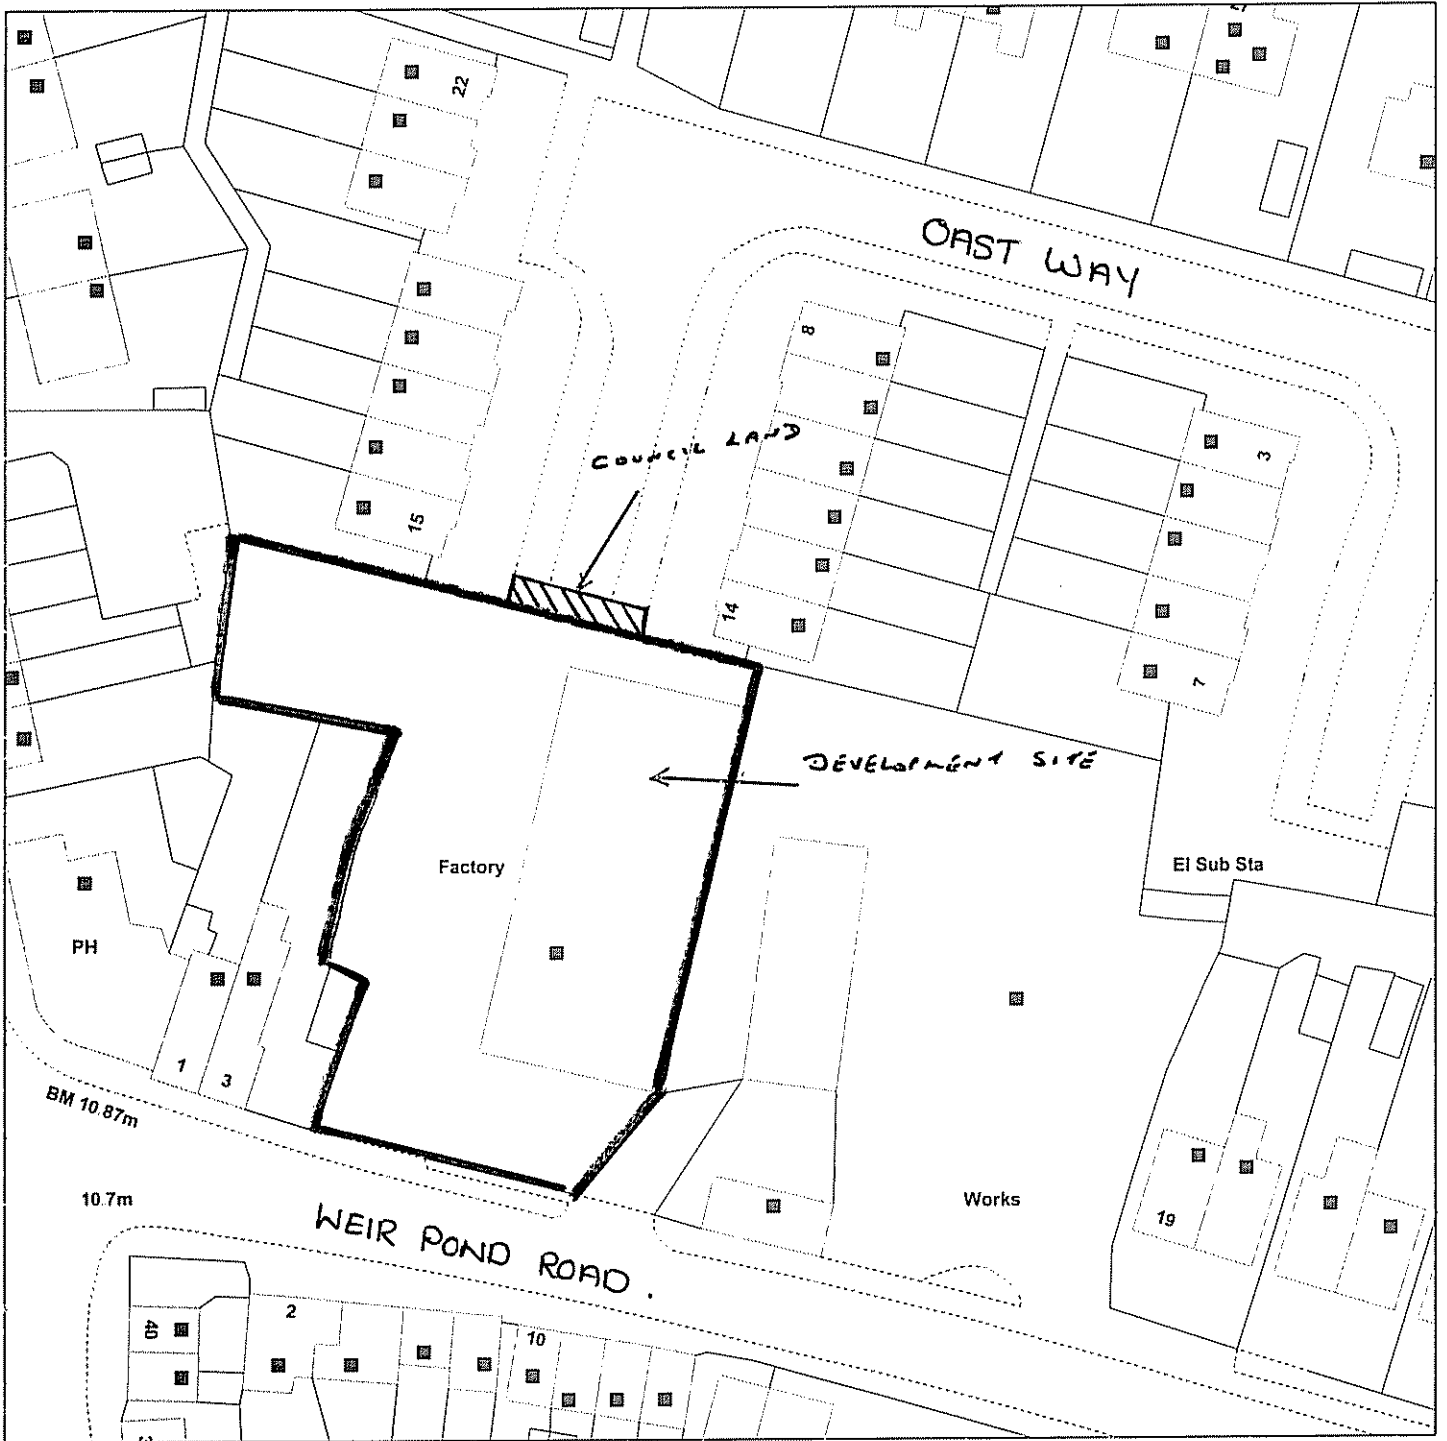 27
22
OAST WAY
8
COUNCIL LAND
3
15
14
7
DEVELOPMENT SITE
Factory
El Sub Sta
PH
1
3
BM 10.87m
10.7m
Works
19
WEIR POND ROAD.
2
40
10